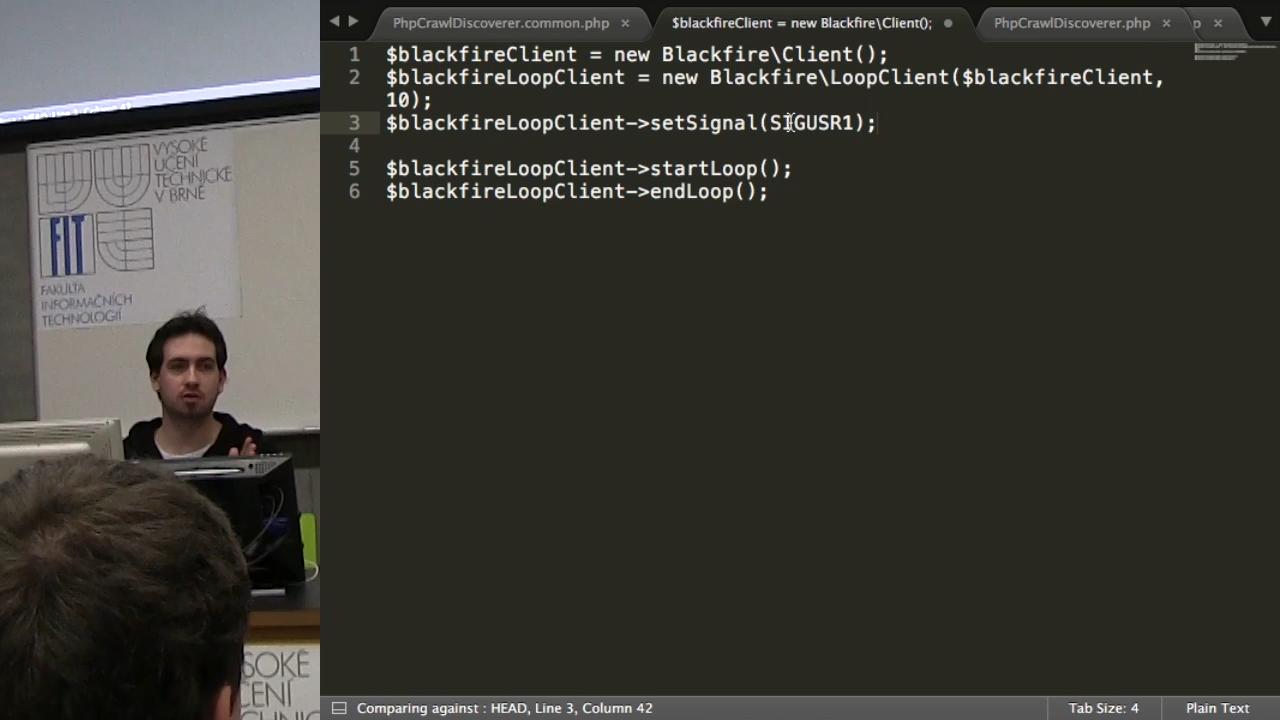 VYSOKÉ
UČENÍ
TECHNICKÉ
V BRNĚ
FIT
FAKULTA
INFORMAČNÍCH
TECHNOLOGIÍ
SOKÉ
ČENÍ
PhpCrawlDiscoverer.common.php ×
$blackfireClient = new Blackfire\Client();
PhpCrawlDiscoverer.php ×
p ×
1 $blackfireClient = new Blackfire\Client();
2 $blackfireLoopClient = new Blackfire\LoopClient($blackfireClient,
10);
3 $blackfireLoopClient->setSignal(SIGUSR1);
4
5 $blackfireLoopClient->startLoop();
6 $blackfireLoopClient->endLoop();
Comparing against : HEAD, Line 3, Column 42
Tab Size: 4
Plain Text